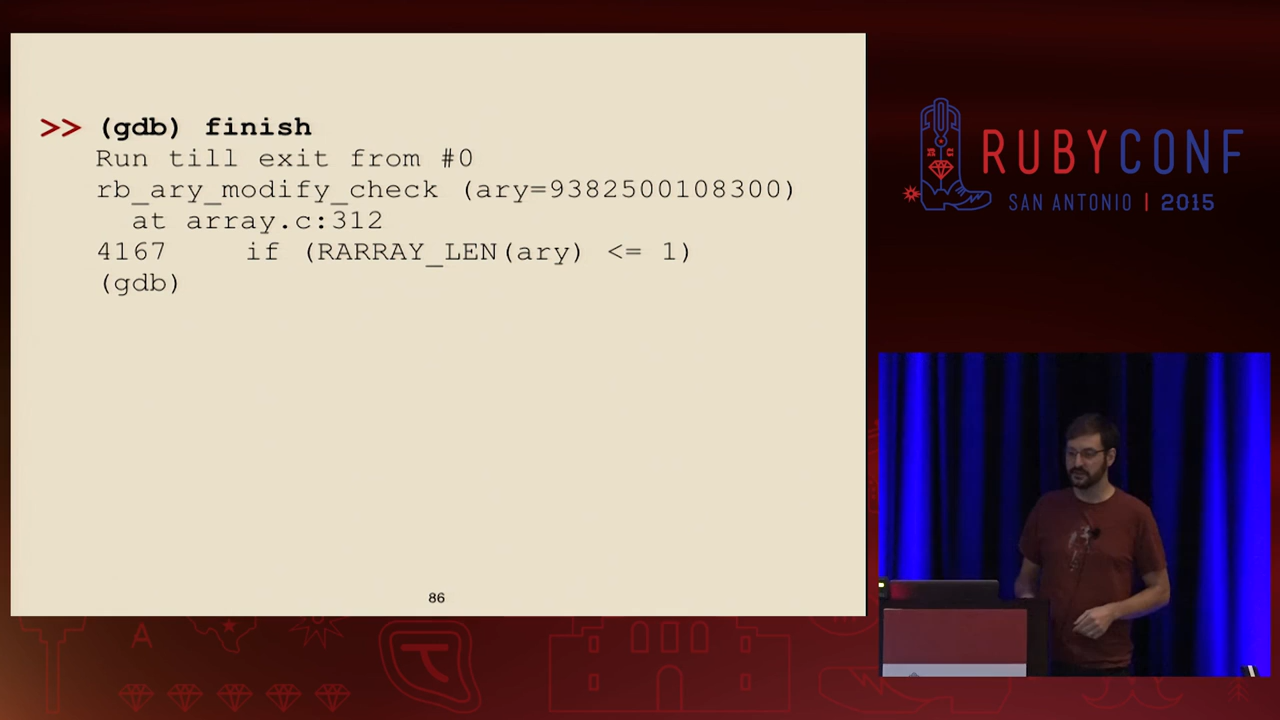 >> (gdb) finish
Run till exit from #0
rb_ary_modify_check (ary=9382500108300)
at array.c:312
4167 if (RARRAY_LEN(ary) <= 1)
(gdb)
86
RUBYCONF
SAN ANTONIO | 2015
A